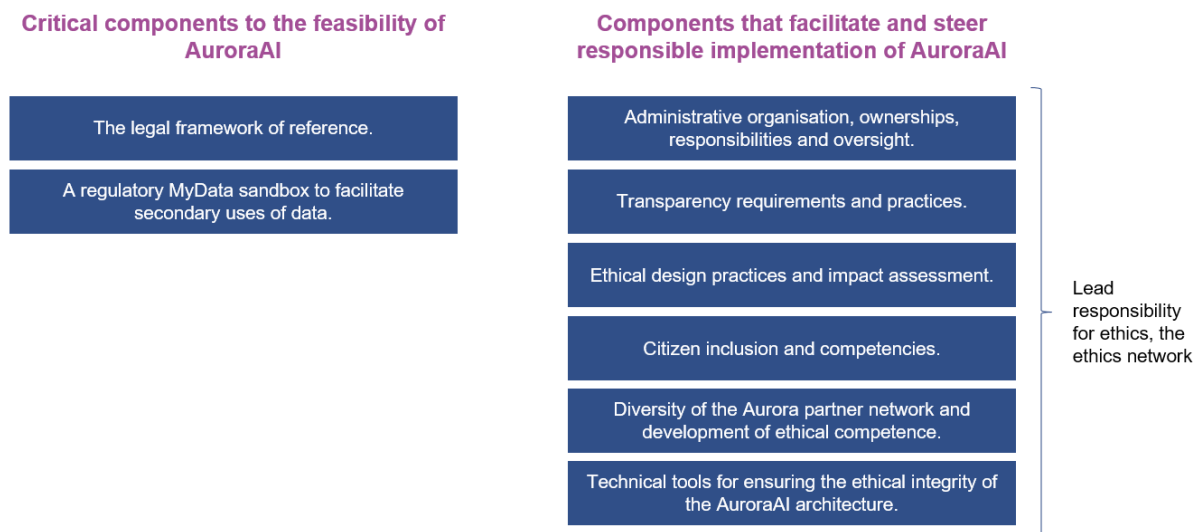 Critical components to the feasibility of
AuroraAI
The legal framework of reference.
A regulatory MyData sandbox to facilitate
secondary uses of data.
Components that facilitate and steer
responsible implementation of AuroraAI
Administrative organisation, ownerships,
responsibilities and oversight.
Transparency requirements and practices.
Ethical design practices and impact assessment.
Citizen inclusion and competencies.
Diversity of the Aurora partner network and
development of ethical competence.
Technical tools for ensuring the ethical integrity of
the AuroraAI architecture.
Lead
responsibility
for ethics, the
ethics network